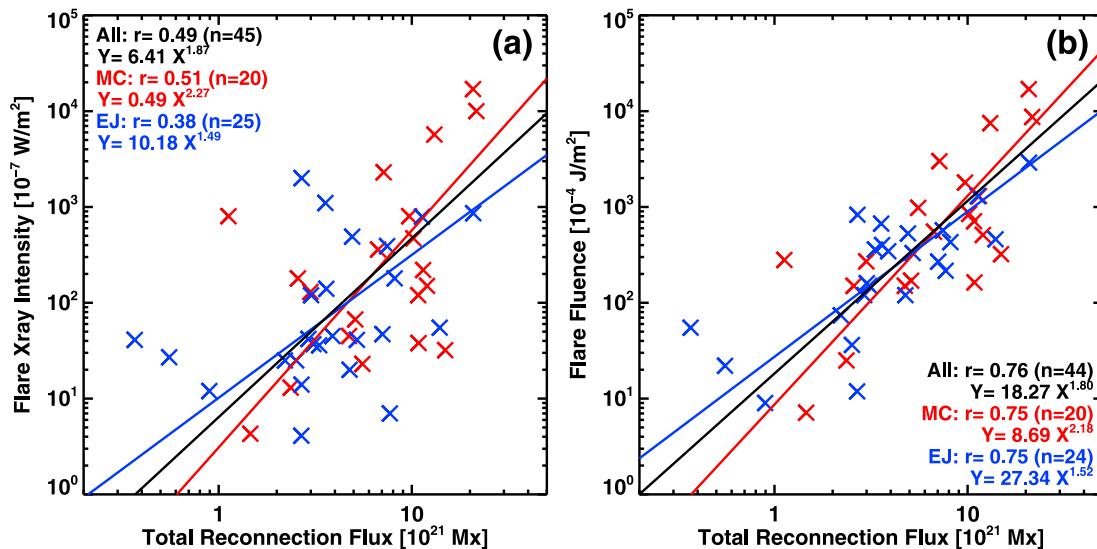 (a)
All: r= 0.49 (n=45)
Y= 6.41 X^1.87
MC: r= 0.51 (n=20)
Y= 0.49 X^2.27
EJ: r= 0.38 (n=25)
Y= 10.18 X^1.49
10^5
10^4
10^3
10^2
10^1
10^0
Flare Xray Intensity [10^-7 W/m^2]
1
10
Total Reconnection Flux [10^21 Mx]
(b)
10^5
10^4
10^3
10^2
10^1
10^0
Flare Fluence [10^-4 J/m^2]
All: r= 0.76 (n=44)
Y= 18.27 X^1.80
MC: r= 0.75 (n=20)
Y= 8.69 X^2.18
EJ: r= 0.75 (n=24)
Y= 27.34 X^1.52
1
10
Total Reconnection Flux [10^21 Mx]